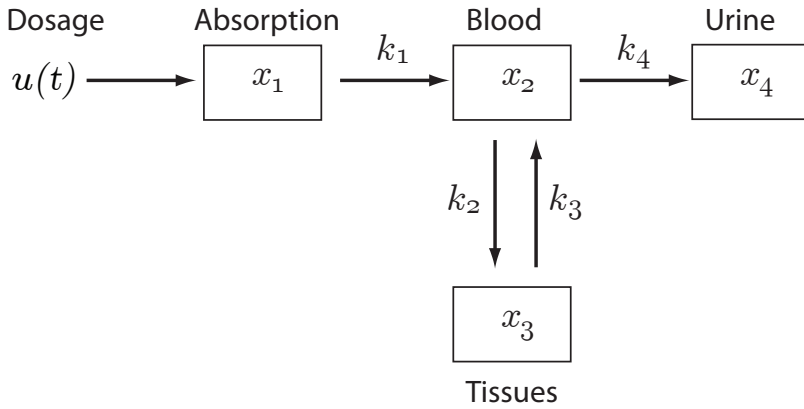 Dosage Absorption Blood Urine
u(t) x₁ k₁ x₂ k₄ x₄
k₂ k₃
x₃
Tissues